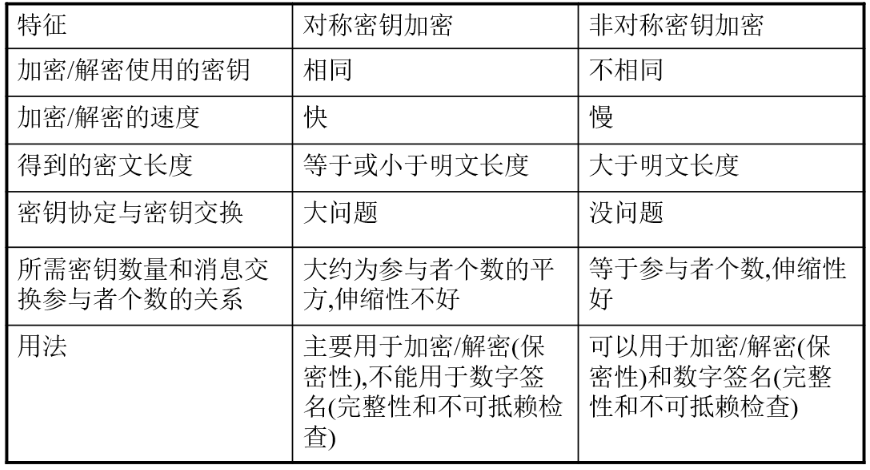 特征 对称密钥加密 非对称密钥加密
加密/解密使用的密钥 相同 不相同
加密/解密的速度 快 慢
得到的密文长度 等于或小于明文长度 大于明文长度
密钥协定与密钥交换 大问题 没问题
所需密钥数量和消息交
换参与者个数的关系
大约为参与者个数的平
方,伸缩性不好
等于参与者个数,伸缩性
好
用法
主要用于加密/解密(保
密性),不能用于数字签
名(完整性和不可抵赖检
查)
可以用于加密/解密(保
密性)和数字签名(完整
性和不可抵赖检查)